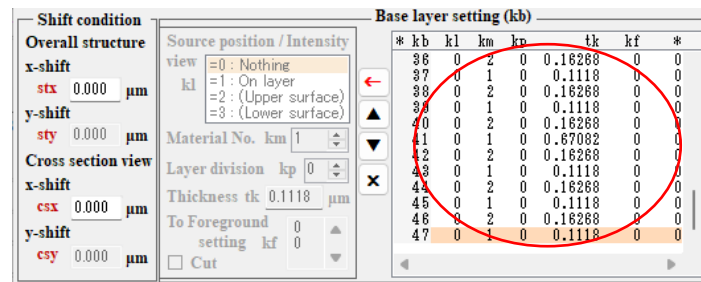 Shift condition
Overall structure
x-shift
stx 0.000 μm
y-shift
sty 0.000 μm
Cross section view
x-shift
csx 0.000 μm
y-shift
csy 0.000 μm
Source position / Intensity
view
kl
=0 : Nothing
=1 : On layer
=2 : (Upper surface)
=3 : (Lower surface)
Material No. km 1
Layer division kp 0
Thickness tk 0.1118 μm
To Foreground
setting kf 0
0
Cut
Base layer setting (kb)
* kb kl km kp tk kf *
36 0 2 0 0.16268 0 0
37 0 1 0 0.1118 0 0
38 0 2 0 0.16268 0 0
39 0 1 0 0.1118 0 0
40 0 2 0 0.16268 0 0
41 0 1 0 0.67082 0 0
42 0 2 0 0.16268 0 0
43 0 1 0 0.1118 0 0
44 0 2 0 0.16268 0 0
45 0 1 0 0.1118 0 0
46 0 2 0 0.16268 0 0
47 0 1 0 0.1118 0 0